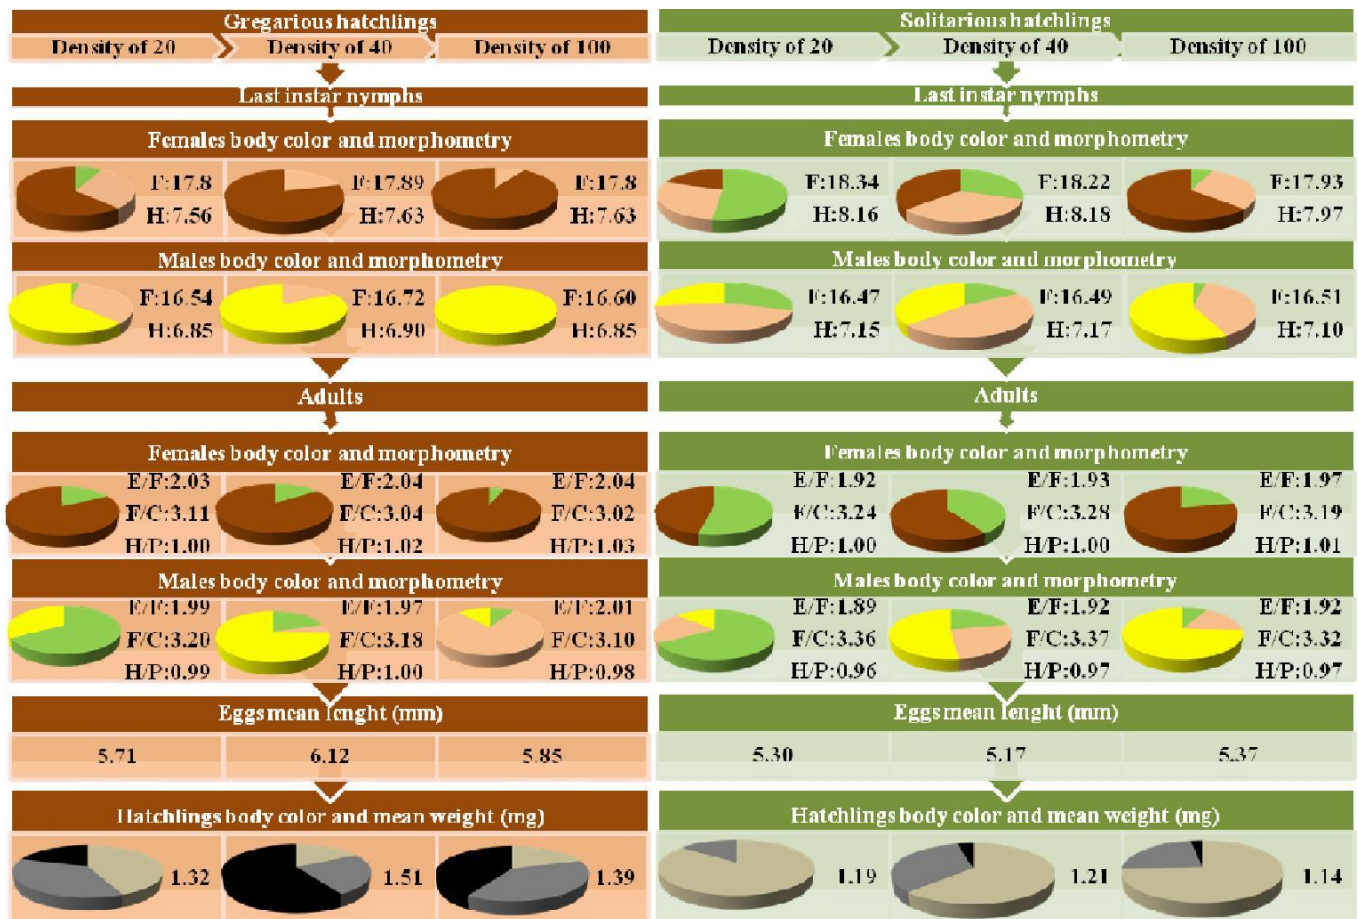 Gregarious hatchlings
Density of 20 Density of 40 Density of 100
Last instar nymphs
Females body color and morphometry
F:17.8 F:17.89 F:17.8
H:7.56 H:7.63 H:7.63
Males body color and morphometry
F:16.54 F:16.72 F:16.60
H:6.85 H:6.90 H:6.85
Adults
Females body color and morphometry
E/F:2.03 E/F:2.04 E/F:2.04
F/C:3.11 F/C:3.04 F/C:3.02
H/P:1.00 H/P:1.02 H/P:1.03
Males body color and morphometry
E/F:1.99 E/F:1.97 E/F:2.01
F/C:3.20 F/C:3.18 F/C:3.10
H/P:0.99 H/P:1.00 H/P:0.98
Eggs mean lenght (mm)
5.71 6.12 5.85
Hatchlings body color and mean weight (mg)
1.32 1.51 1.39
Solitarious hatchlings
Density of 20 Density of 40 Density of 100
Last instar nymphs
Females body color and morphometry
F:18.34 F:18.22 F:17.93
H:8.16 H:8.18 H:7.97
Males body color and morphometry
F:16.47 F:16.49 F:16.51
H:7.15 H:7.17 H:7.10
Adults
Females body color and morphometry
E/F:1.92 E/F:1.93 E/F:1.97
F/C:3.24 F/C:3.28 F/C:3.19
H/P:1.00 H/P:1.00 H/P:1.01
Males body color and morphometry
E/F:1.89 E/F:1.92 E/F:1.92
F/C:3.36 F/C:3.37 F/C:3.32
H/P:0.96 H/P:0.97 H/P:0.97
Eggs mean lenght (mm)
5.30 5.17 5.37
Hatchlings body color and mean weight (mg)
1.19 1.21 1.14